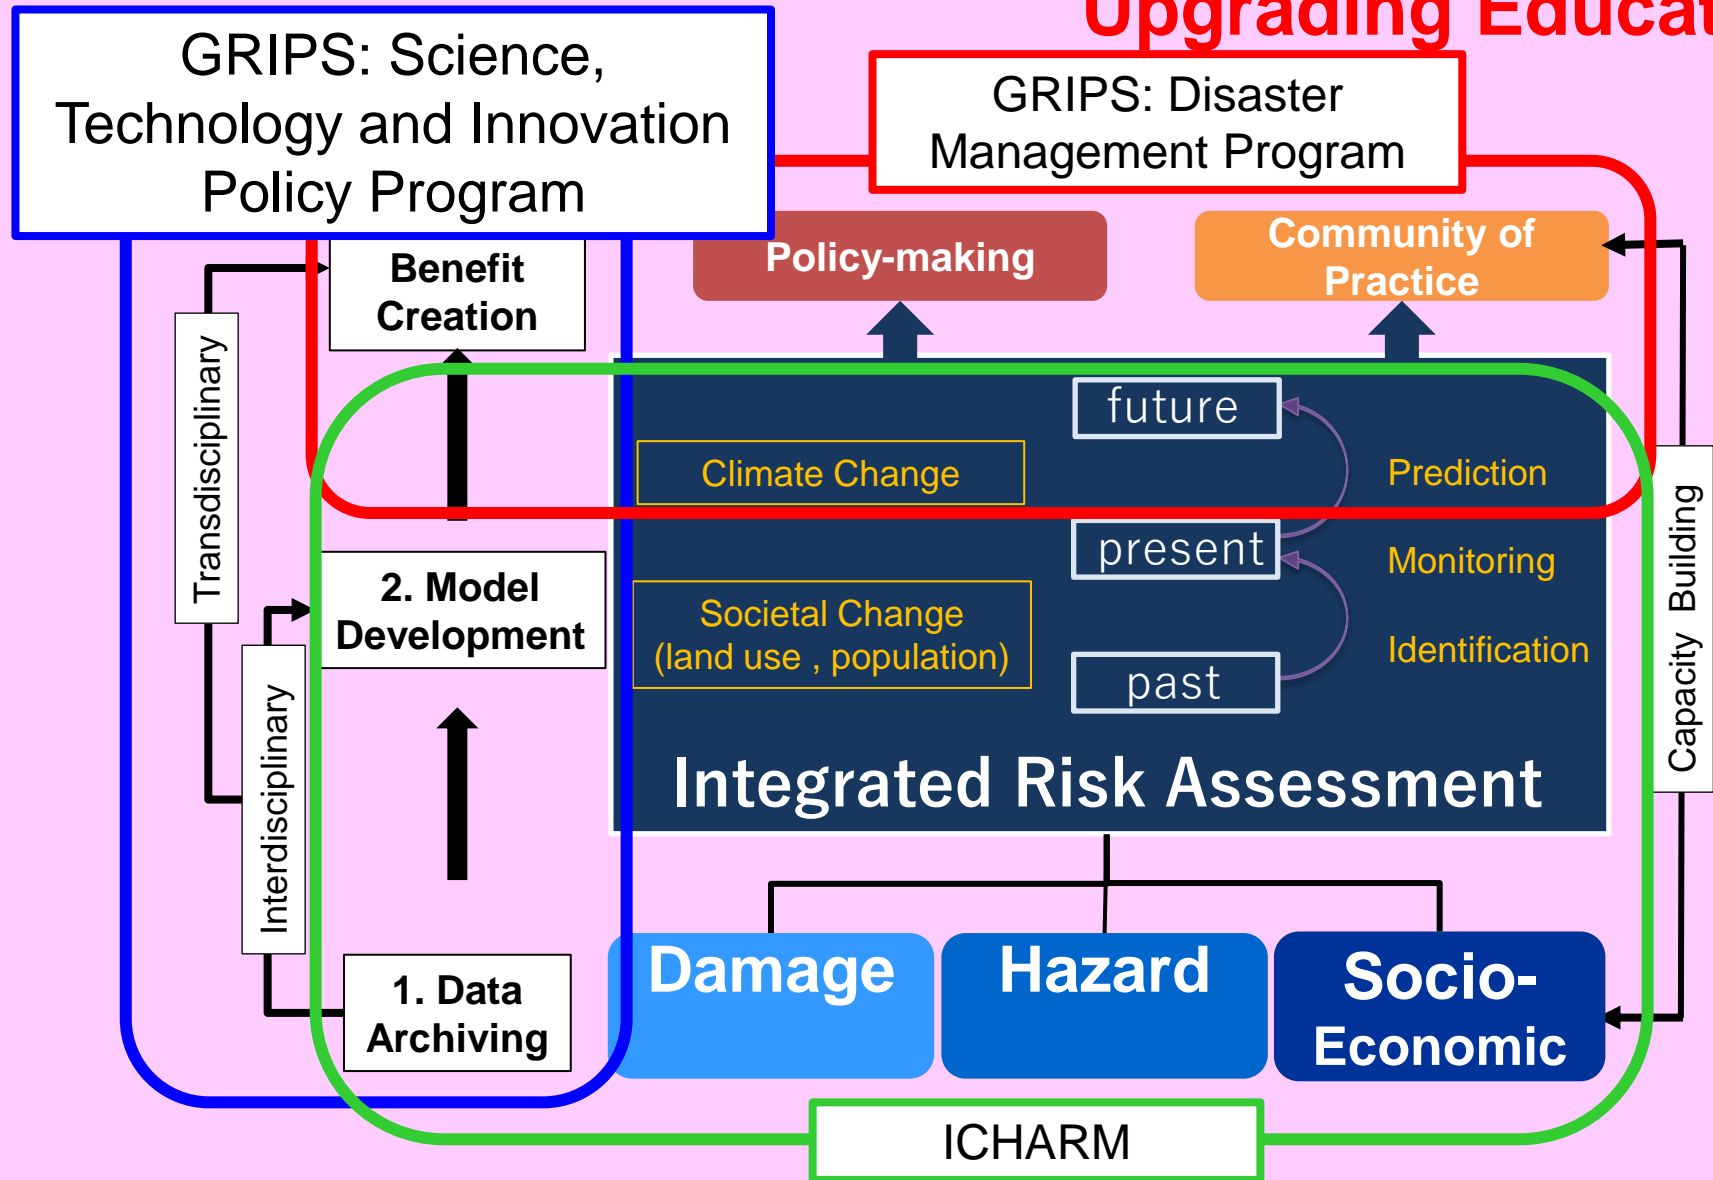 Upgrading Educat
GRIPS: Science,
Technology and Innovation
Policy Program
GRIPS: Disaster
Management Program
Benefit
Creation
Policy-making
Community of
Practice
Transdisciplinary
Interdisciplinary
2. Model
Development
1. Data
Archiving
future
Climate Change
Prediction
present
Monitoring
Societal Change
(land use , population)
Identification
past
Integrated Risk Assessment
Capacity Building
Damage
Hazard
Socio-
Economic
ICHARM